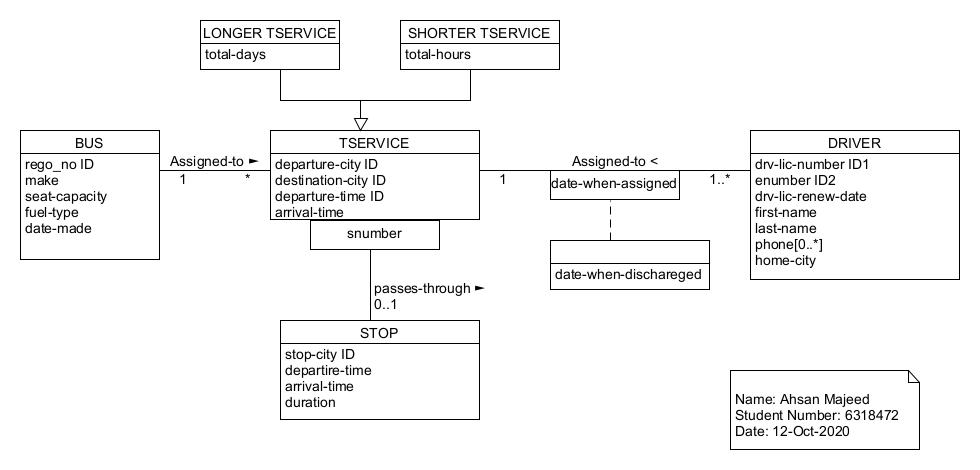 LONGER TSERVICE
total-days
SHORTER TSERVICE
total-hours
BUS
rego_no ID
make
seat-capacity
fuel-type
date-made
Assigned-to ►
1
*
TSERVICE
departure-city ID
destination-city ID
departure-time ID
arrival-time
snumber
Assigned-to <
1
1..*
date-when-assigned
date-when-dischareged
DRIVER
drv-lic-number ID1
enumber ID2
drv-lic-renew-date
first-name
last-name
phone[0..*]
home-city
passes-through ►
0..1
STOP
stop-city ID
departire-time
arrival-time
duration
Name: Ahsan Majeed
Student Number: 6318472
Date: 12-Oct-2020